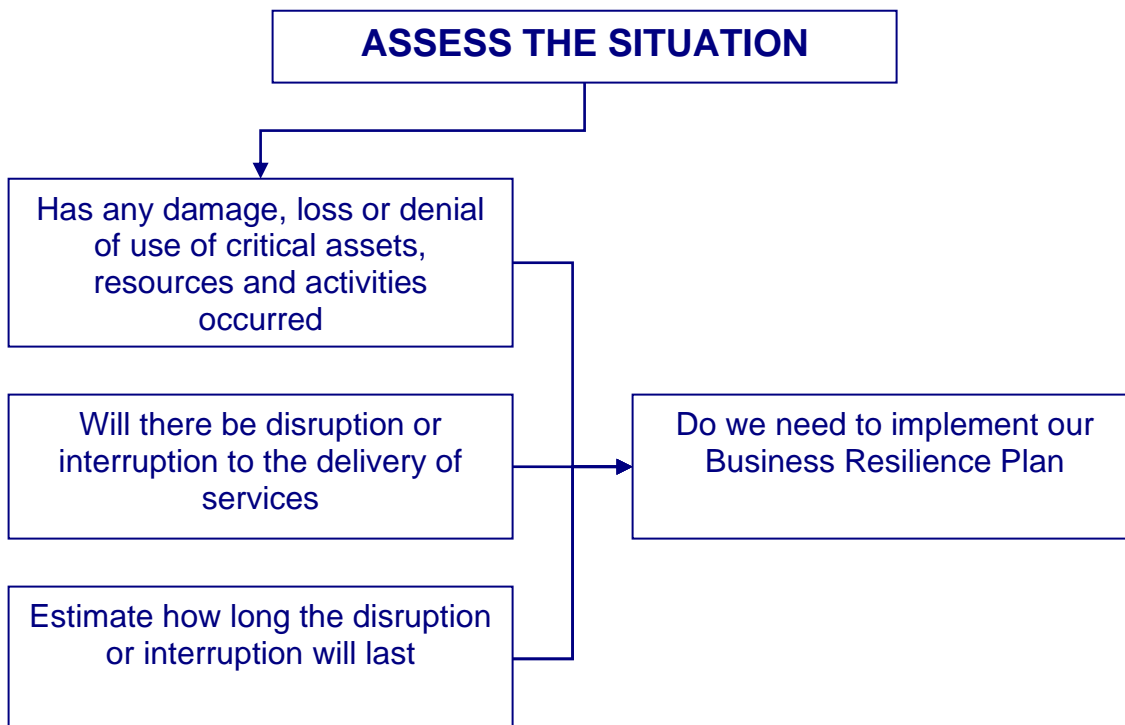 ASSESS THE SITUATION
Has any damage, loss or denial
of use of critical assets,
resources and activities
occurred
Will there be disruption or
interruption to the delivery of
services
Do we need to implement our
Business Resilience Plan
Estimate how long the disruption
or interruption will last